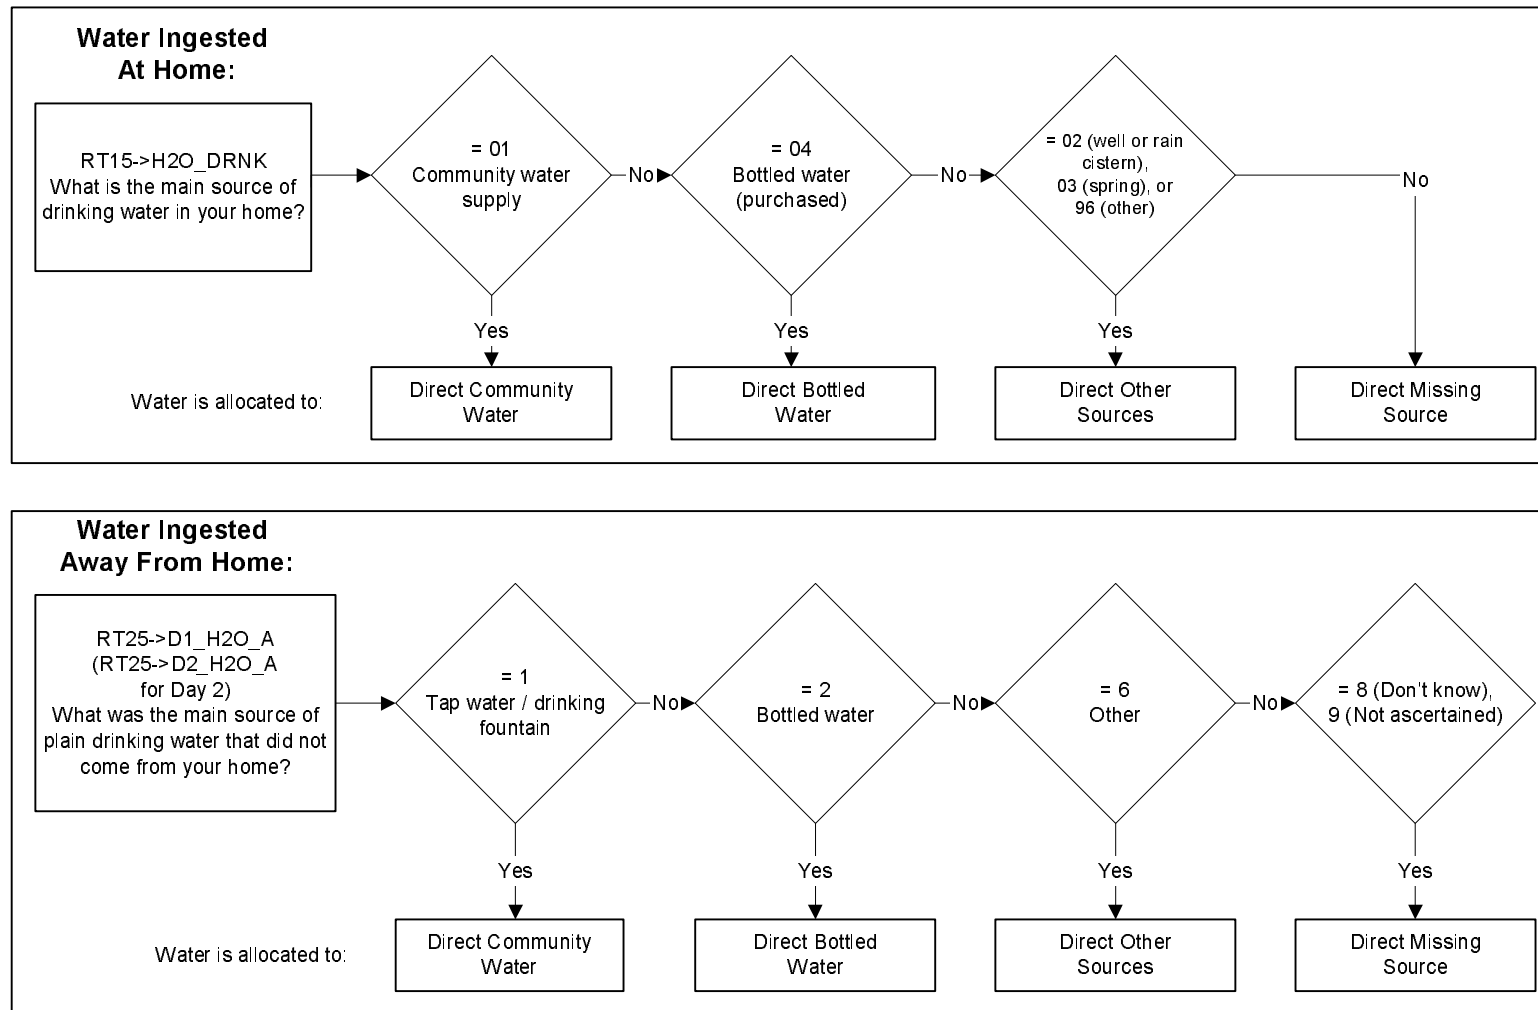 Water Ingested
At Home:
RT15->H2O_DRNK
What is the main source of
drinking water in your home?
= 01
Community water
supply
No
= 04
Bottled water
(purchased)
No
= 02 (well or rain
cistern),
03 (spring), or
96 (other)
No
Yes
Yes
Yes
Water is allocated to:
Direct Community
Water
Direct Bottled
Water
Direct Other
Sources
Direct Missing
Source
Water Ingested
Away From Home:
RT25->D1_H2O_A
(RT25->D2_H2O_A
for Day 2)
What was the main source of
plain drinking water that did not
come from your home?
= 1
Tap water / drinking
fountain
No
= 2
Bottled water
No
= 6
Other
No
= 8 (Don't know),
9 (Not ascertained)
Yes
Yes
Yes
Yes
Water is allocated to:
Direct Community
Water
Direct Bottled
Water
Direct Other
Sources
Direct Missing
Source